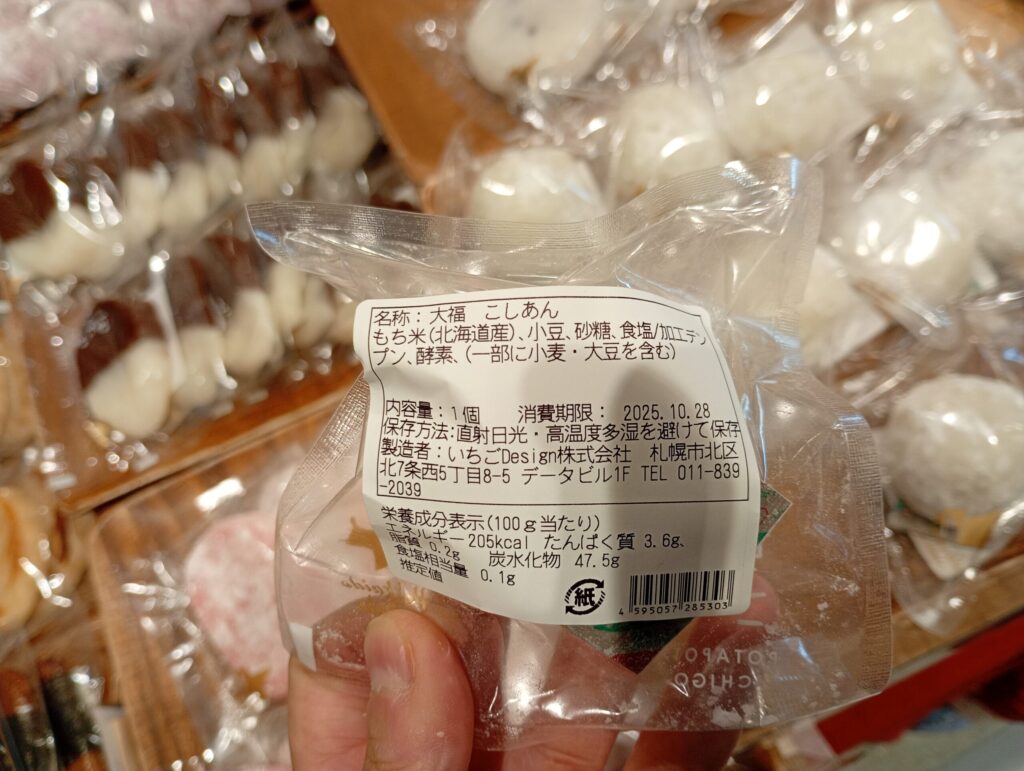 名称：大福　こしあん
もち米(北海道産)、小豆、砂糖、食塩/加工デン
プン、酵素、(一部に小麦・大豆を含む)
内容量：1個　消費期限： 2025.10.28
保存方法:直射日光・高温度多湿を避けて保存
製造者：いちごDesign株式会社　札幌市北区
北7条西5丁目8-5 データビル1F TEL 011-839
-2039
栄養成分表示(100g当たり)
エネルギー205kcal たんぱく質 3.6g、
脂質 0.2g　炭水化物 47.5g
食塩相当量 0.1g
推定値
紙
4 595057 285303
POTAPO
CHIGO